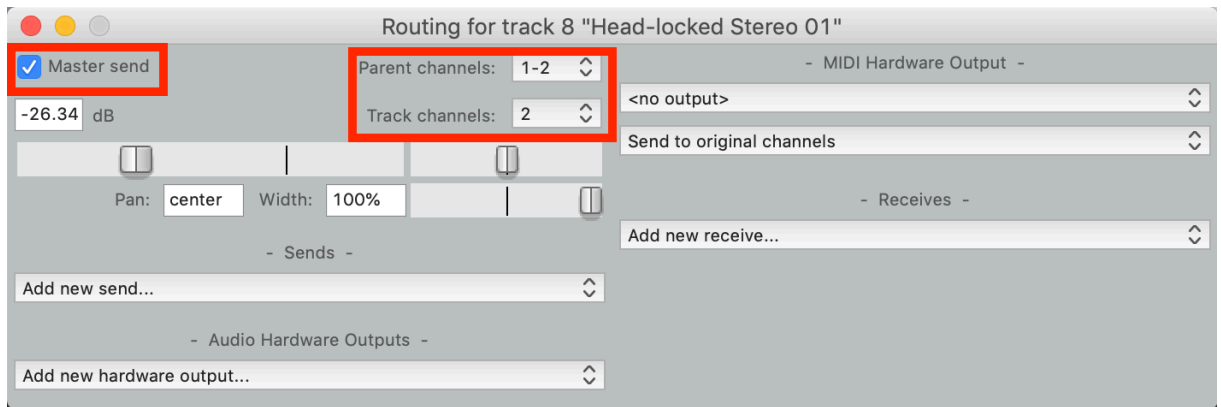 Routing for track 8 "Head-locked Stereo 01"
Master send
Parent channels: 1-2
-26.34 dB
Track channels: 2
Pan: center Width: 100%
- Sends -
Add new send...
- Audio Hardware Outputs -
Add new hardware output...
- MIDI Hardware Output -
<no output>
Send to original channels
- Receives -
Add new receive...